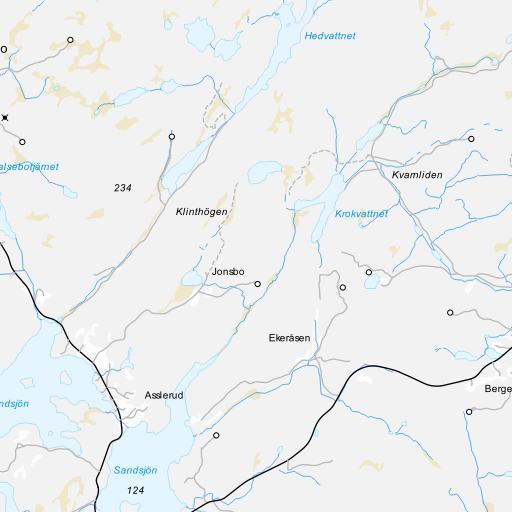 Hedvattnet
Kvamliden
234
Klinthögen
Krokvattnet
Jonsbo
Ekeråsen
Asslerud
Sandsjön
124